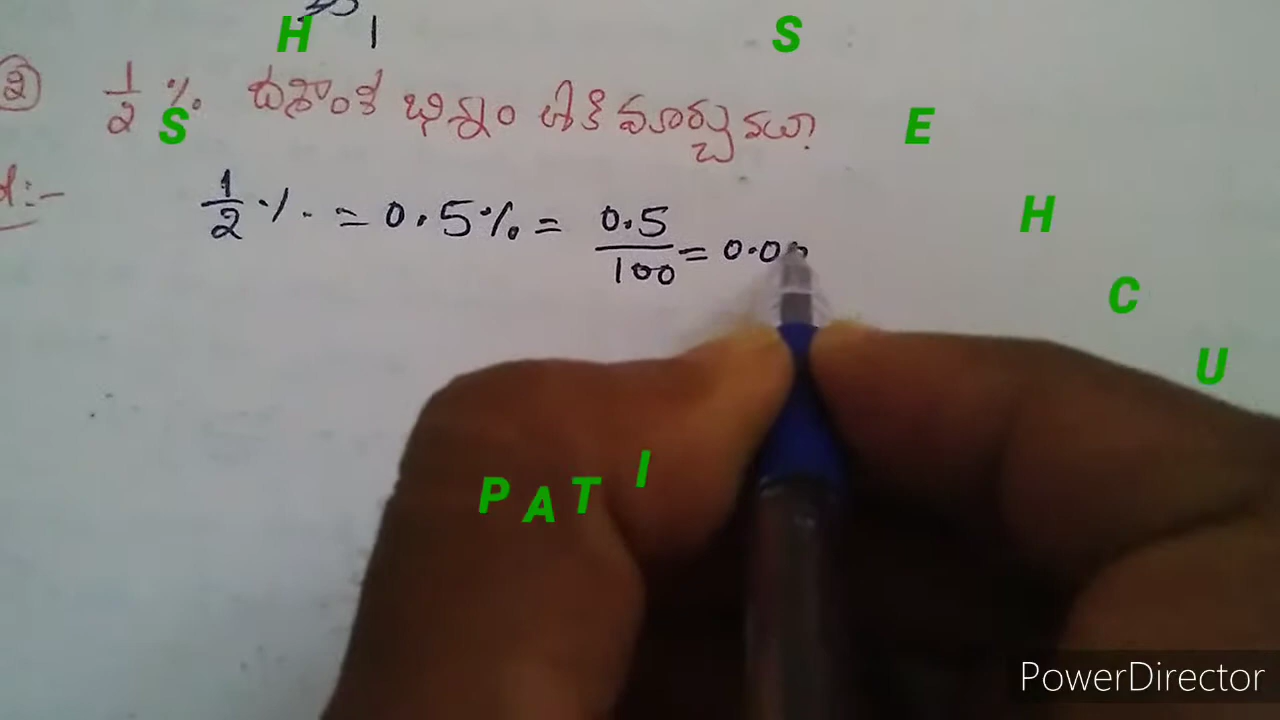 H S
② 1/2 % దశాంశ భిన్నం లోకి మార్చుమా?
S E
1/2 % = 0.5% = 0.5/100 = 0.00
H
C
U
P A T I
PowerDirector